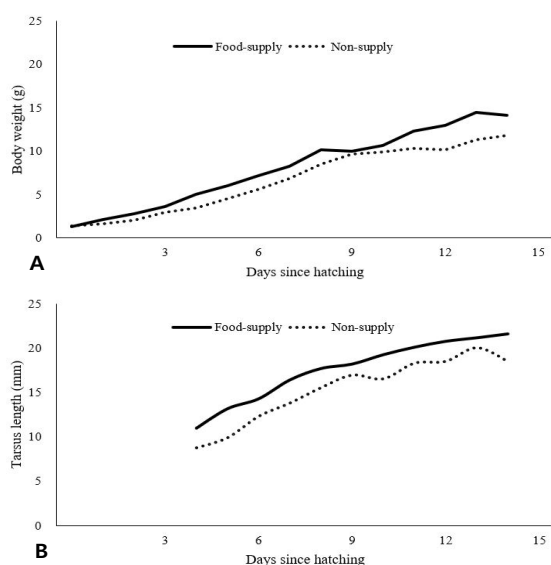 25
Food-supply Non-supply
20
15
10
5
0
Body weight (g)
3 6 9 12 15
A
Days since hatching
25
Food-supply Non-supply
20
15
10
5
0
Tarsus length (mm)
3 6 9 12 15
B
Days since hatching